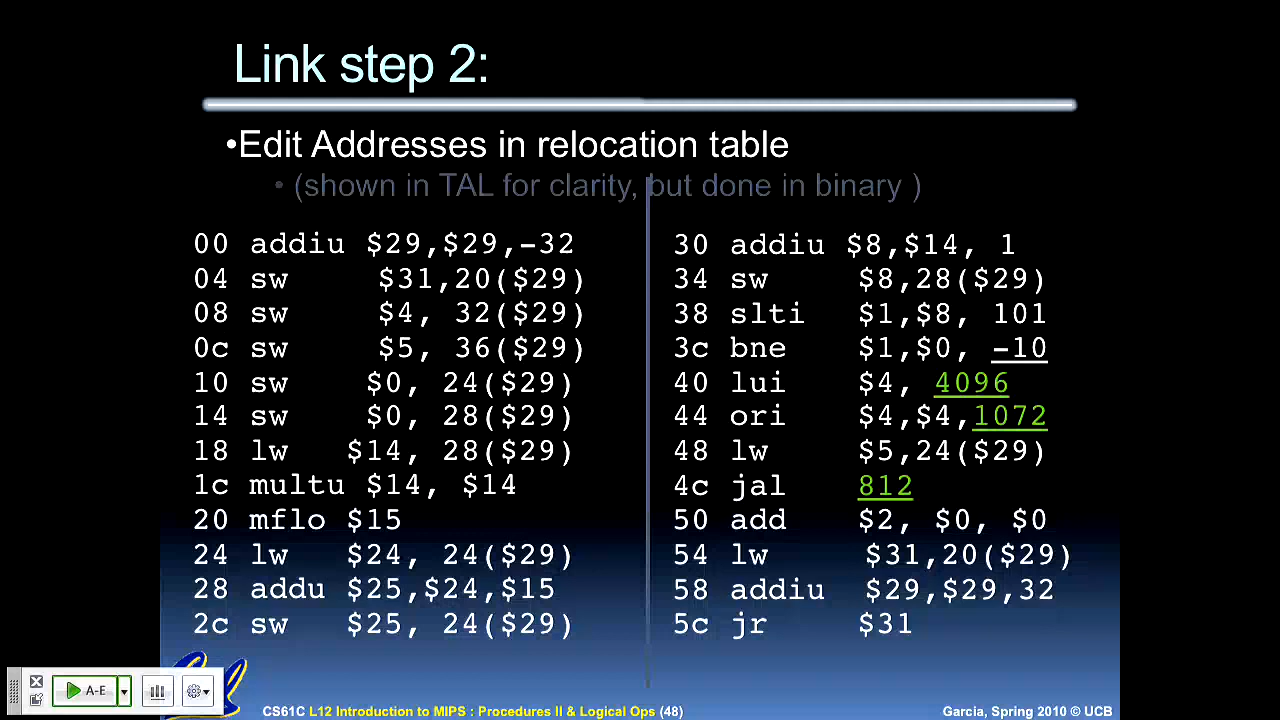 Link step 2:
•Edit Addresses in relocation table
• (shown in TAL for clarity, but done in binary )
00 addiu $29,$29,-32
04 sw $31,20($29)
08 sw $4, 32($29)
0c sw $5, 36($29)
10 sw $0, 24($29)
14 sw $0, 28($29)
18 lw $14, 28($29)
1c multu $14, $14
20 mflo $15
24 lw $24, 24($29)
28 addu $25,$24,$15
2c sw $25, 24($29)
30 addiu $8,$14, 1
34 sw $8,28($29)
38 slti $1,$8, 101
3c bne $1,$0, -10
40 lui $4, 4096
44 ori $4,$4,1072
48 lw $5,24($29)
4c jal 812
50 add $2, $0, $0
54 lw $31,20($29)
58 addiu $29,$29,32
5c jr $31
A-E
Cal
CS61C L12 Introduction to MIPS : Procedures II & Logical Ops (48)
Garcia, Spring 2010 © UCB